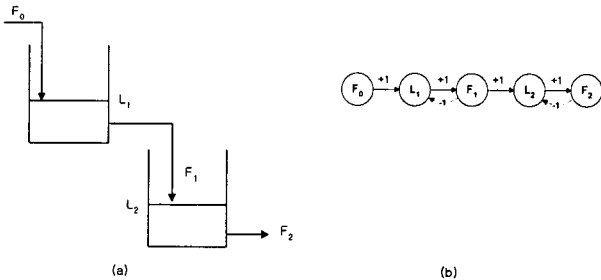 F₀
L₁
F₁
L₂
F₂
(a)
F₀ +1 L₁ +1 F₁ +1 L₂ +1 F₂
-1 -1
(b)